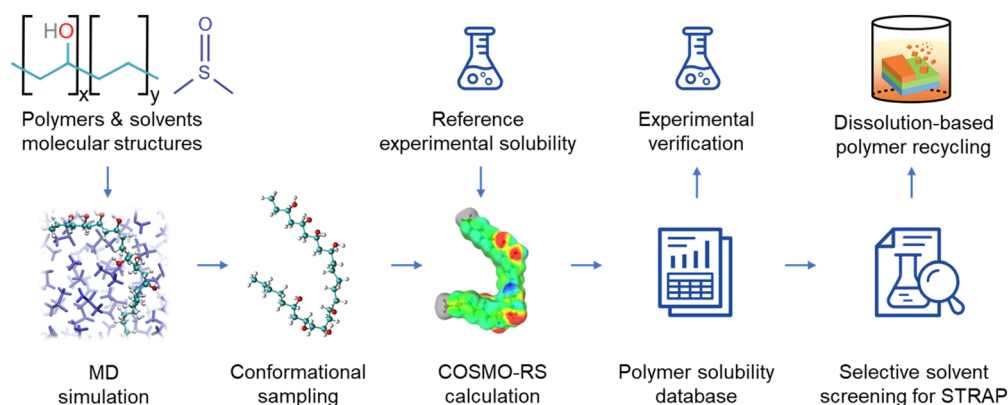 HO
O
S
x
y
Polymers & solvents
molecular structures
Reference
experimental solubility
Experimental
verification
Dissolution-based
polymer recycling
MD
simulation
Conformational
sampling
COSMO-RS
calculation
Polymer solubility
database
Selective solvent
screening for STRAP